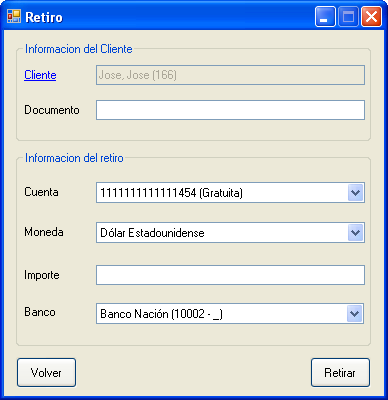 Retiro
Informacion del Cliente
Cliente Jose, Jose (166)
Documento
Informacion del retiro
Cuenta 1111111111111454 (Gratuita)
Moneda Dólar Estadounidense
Importe
Banco Banco Nación (10002 - _)
Volver Retirar